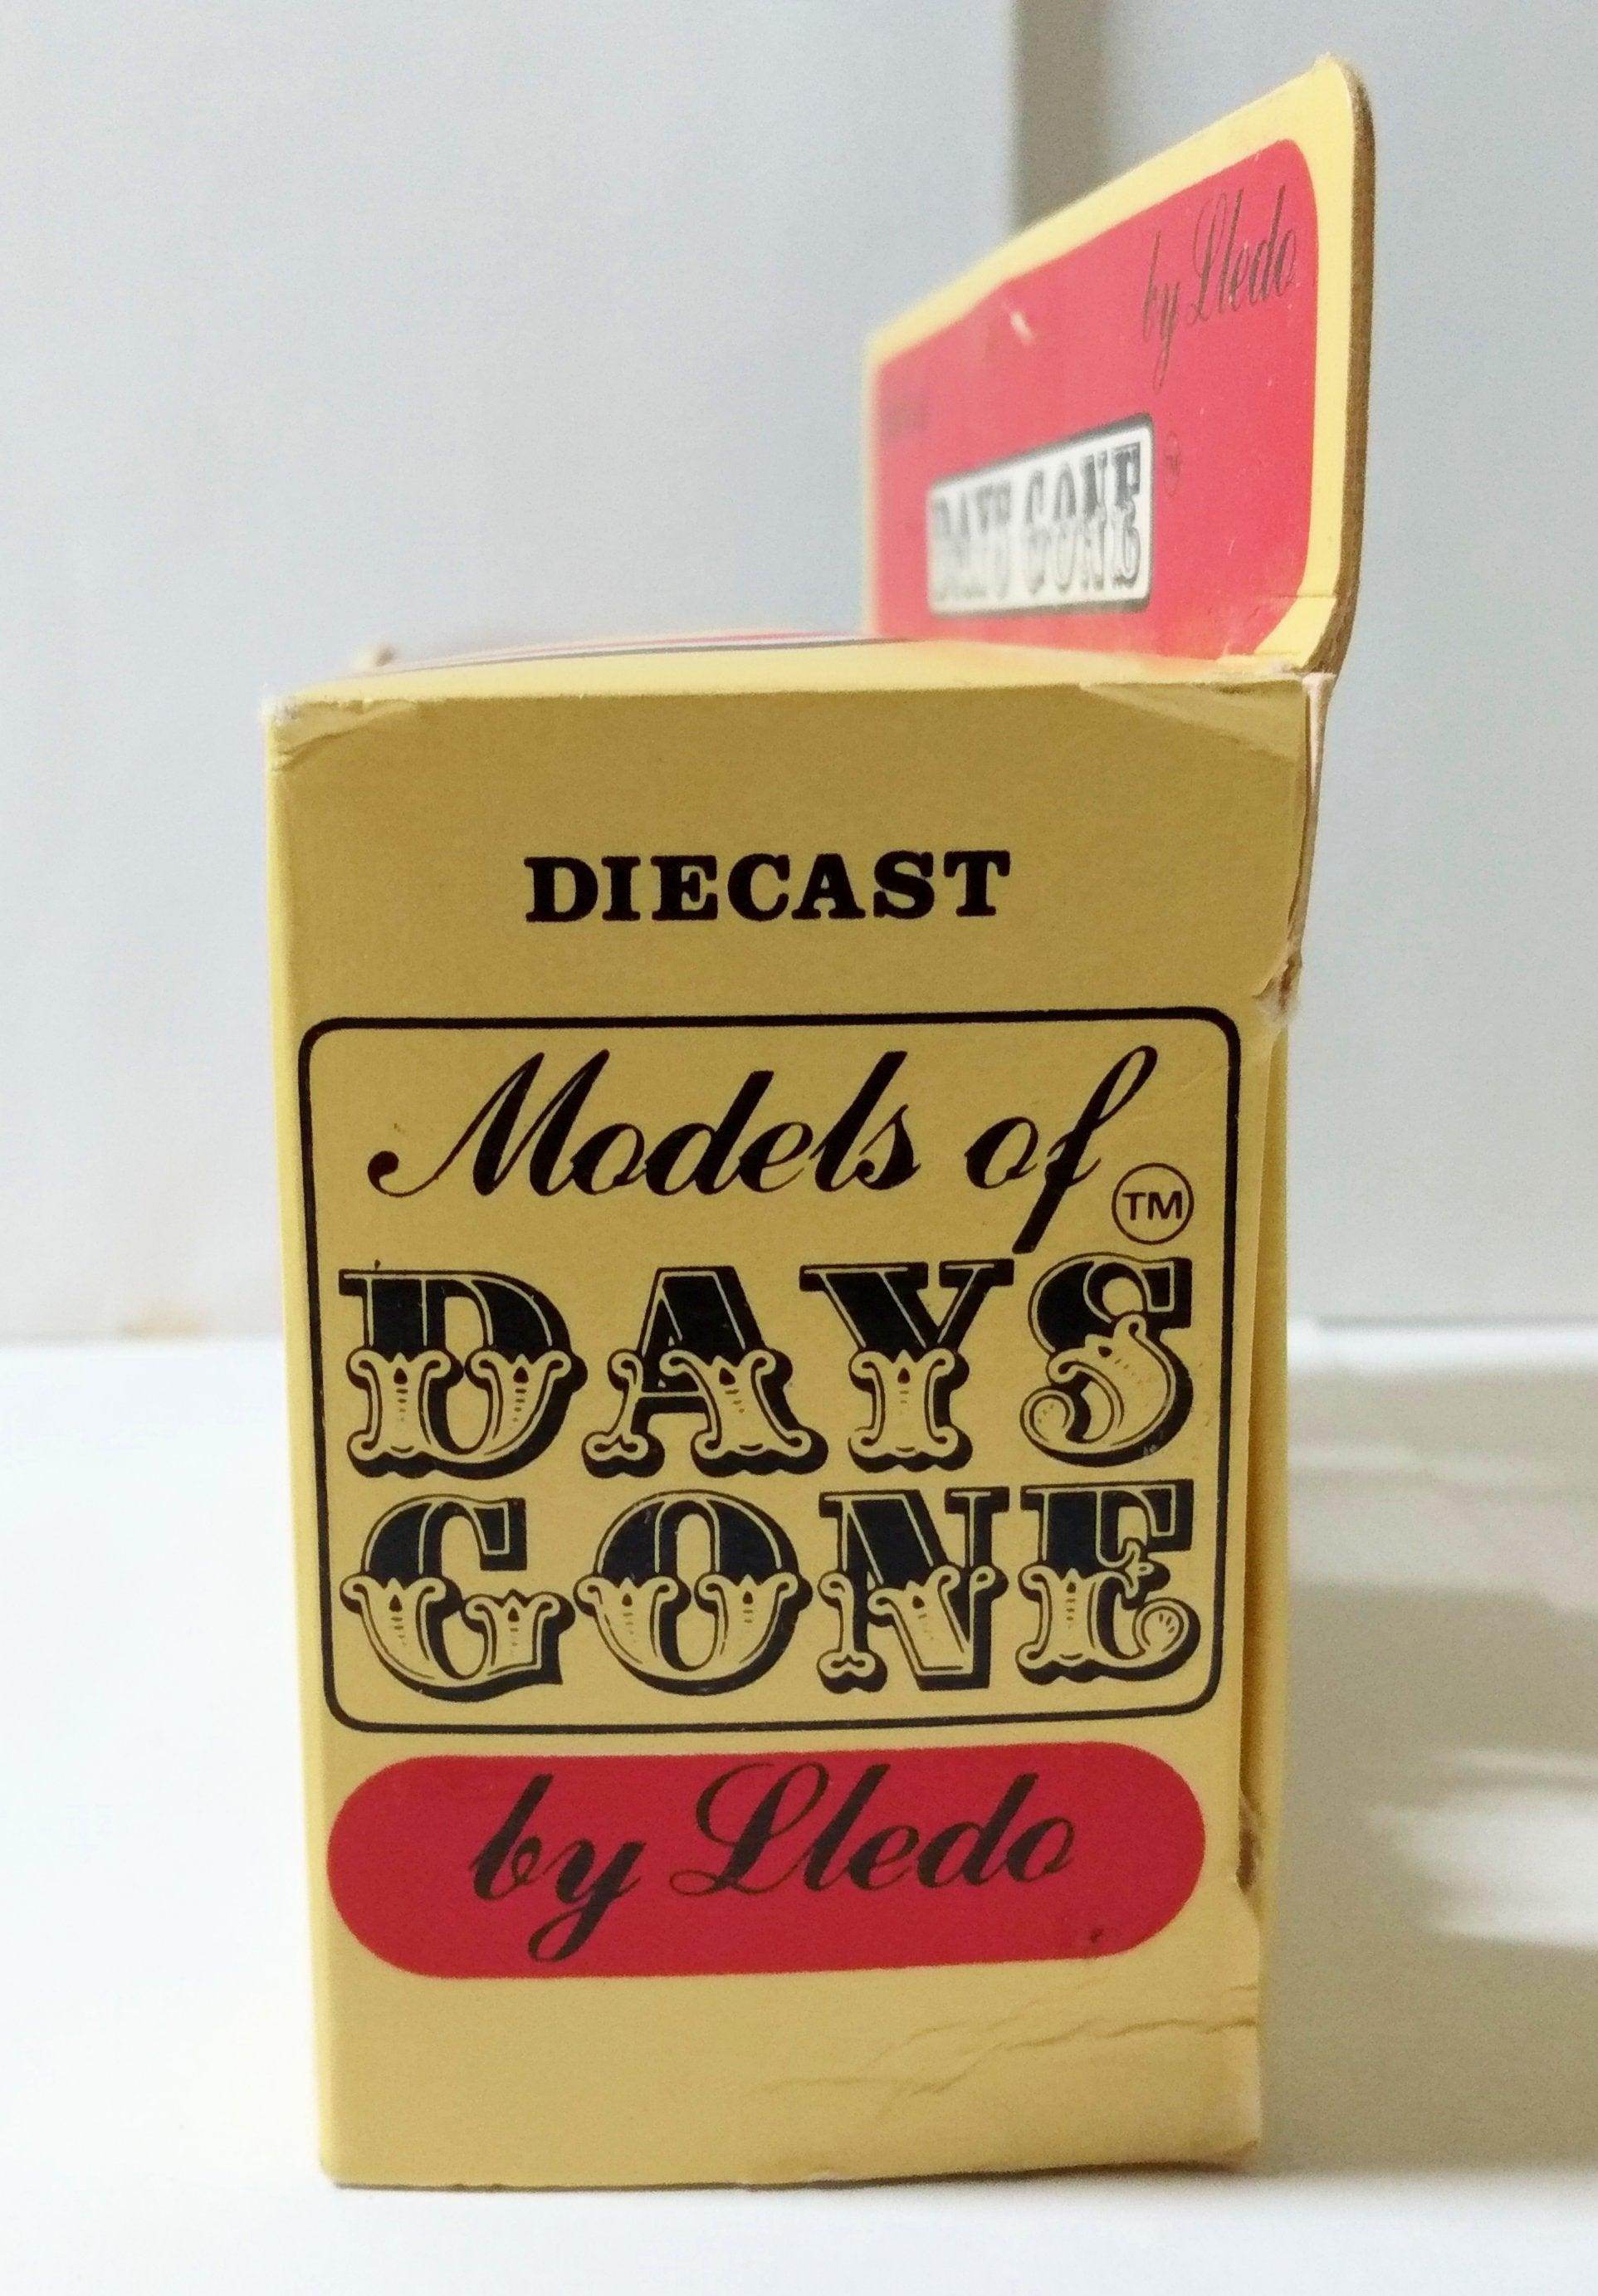 by Lledo
DAYS GONE
DIECAST
Models of
TM
DAYS
GONE
by Lledo